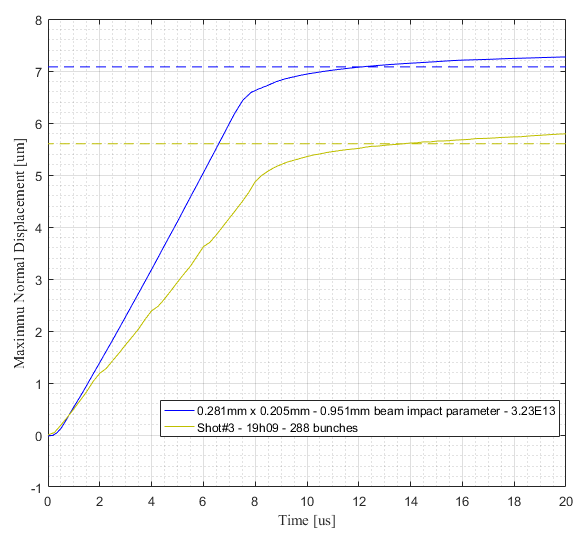 8
7
6
5
4
3
2
1
0
-1
Maximmu Normal Displacement [um]
0.281mm x 0.205mm - 0.951mm beam impact parameter - 3.23E13
Shot#3 - 19h09 - 288 bunches
0 2 4 6 8 10 12 14 16 18 20
Time [us]